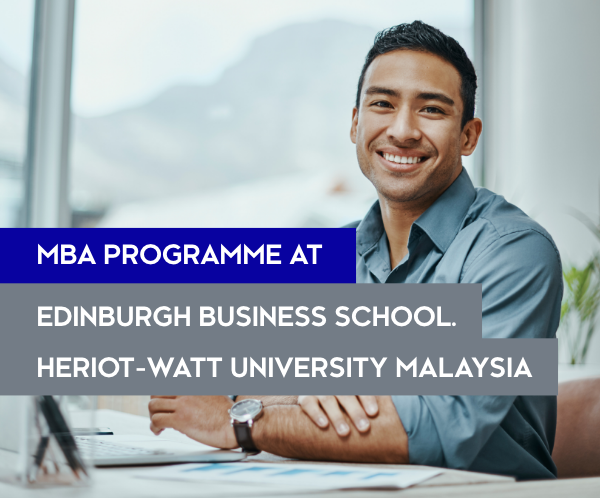 MBA PROGRAMME AT
EDINBURGH BUSINESS SCHOOL.
HERIOT-WATT UNIVERSITY MALAYSIA